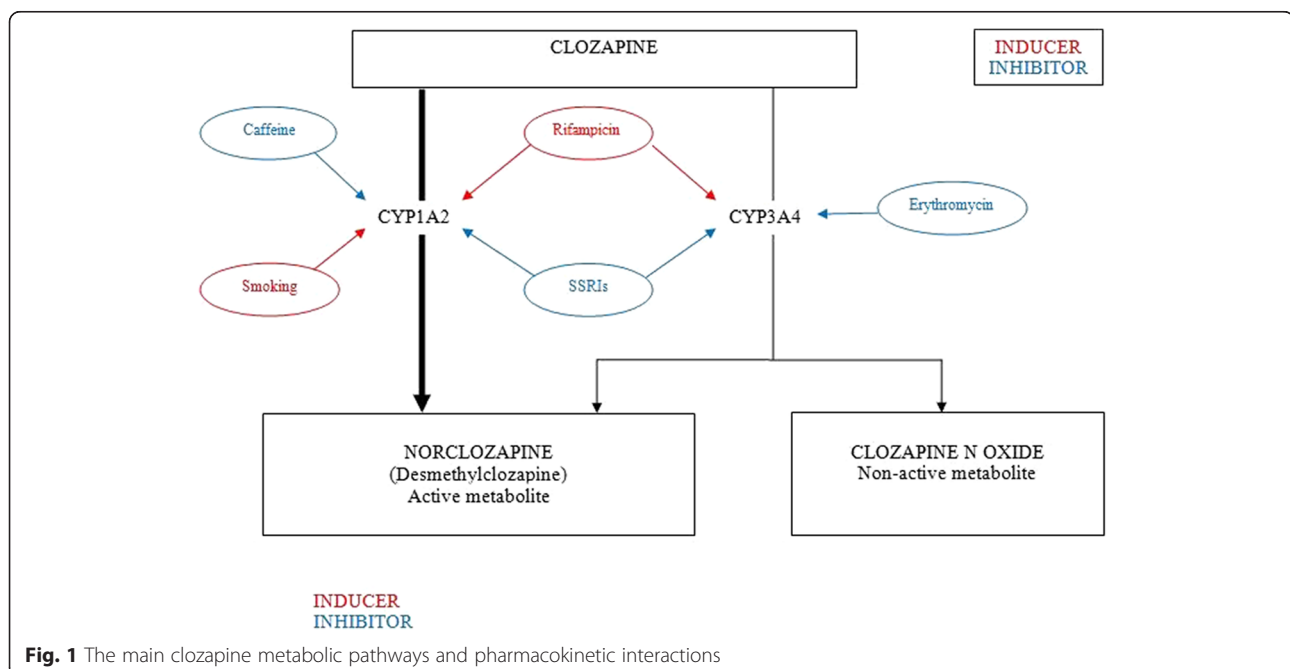 CLOZAPINE
INDUCER
INHIBITOR
Caffeine
Rifampicin
CYP1A2
CYP3A4
Erythromycin
Smoking
SSRIs
NORCLOZAPINE
(Desmethylclozapine)
Active metabolite
CLOZAPINE N OXIDE
Non-active metabolite
INDUCER
INHIBITOR
Fig. 1 The main clozapine metabolic pathways and pharmacokinetic interactions